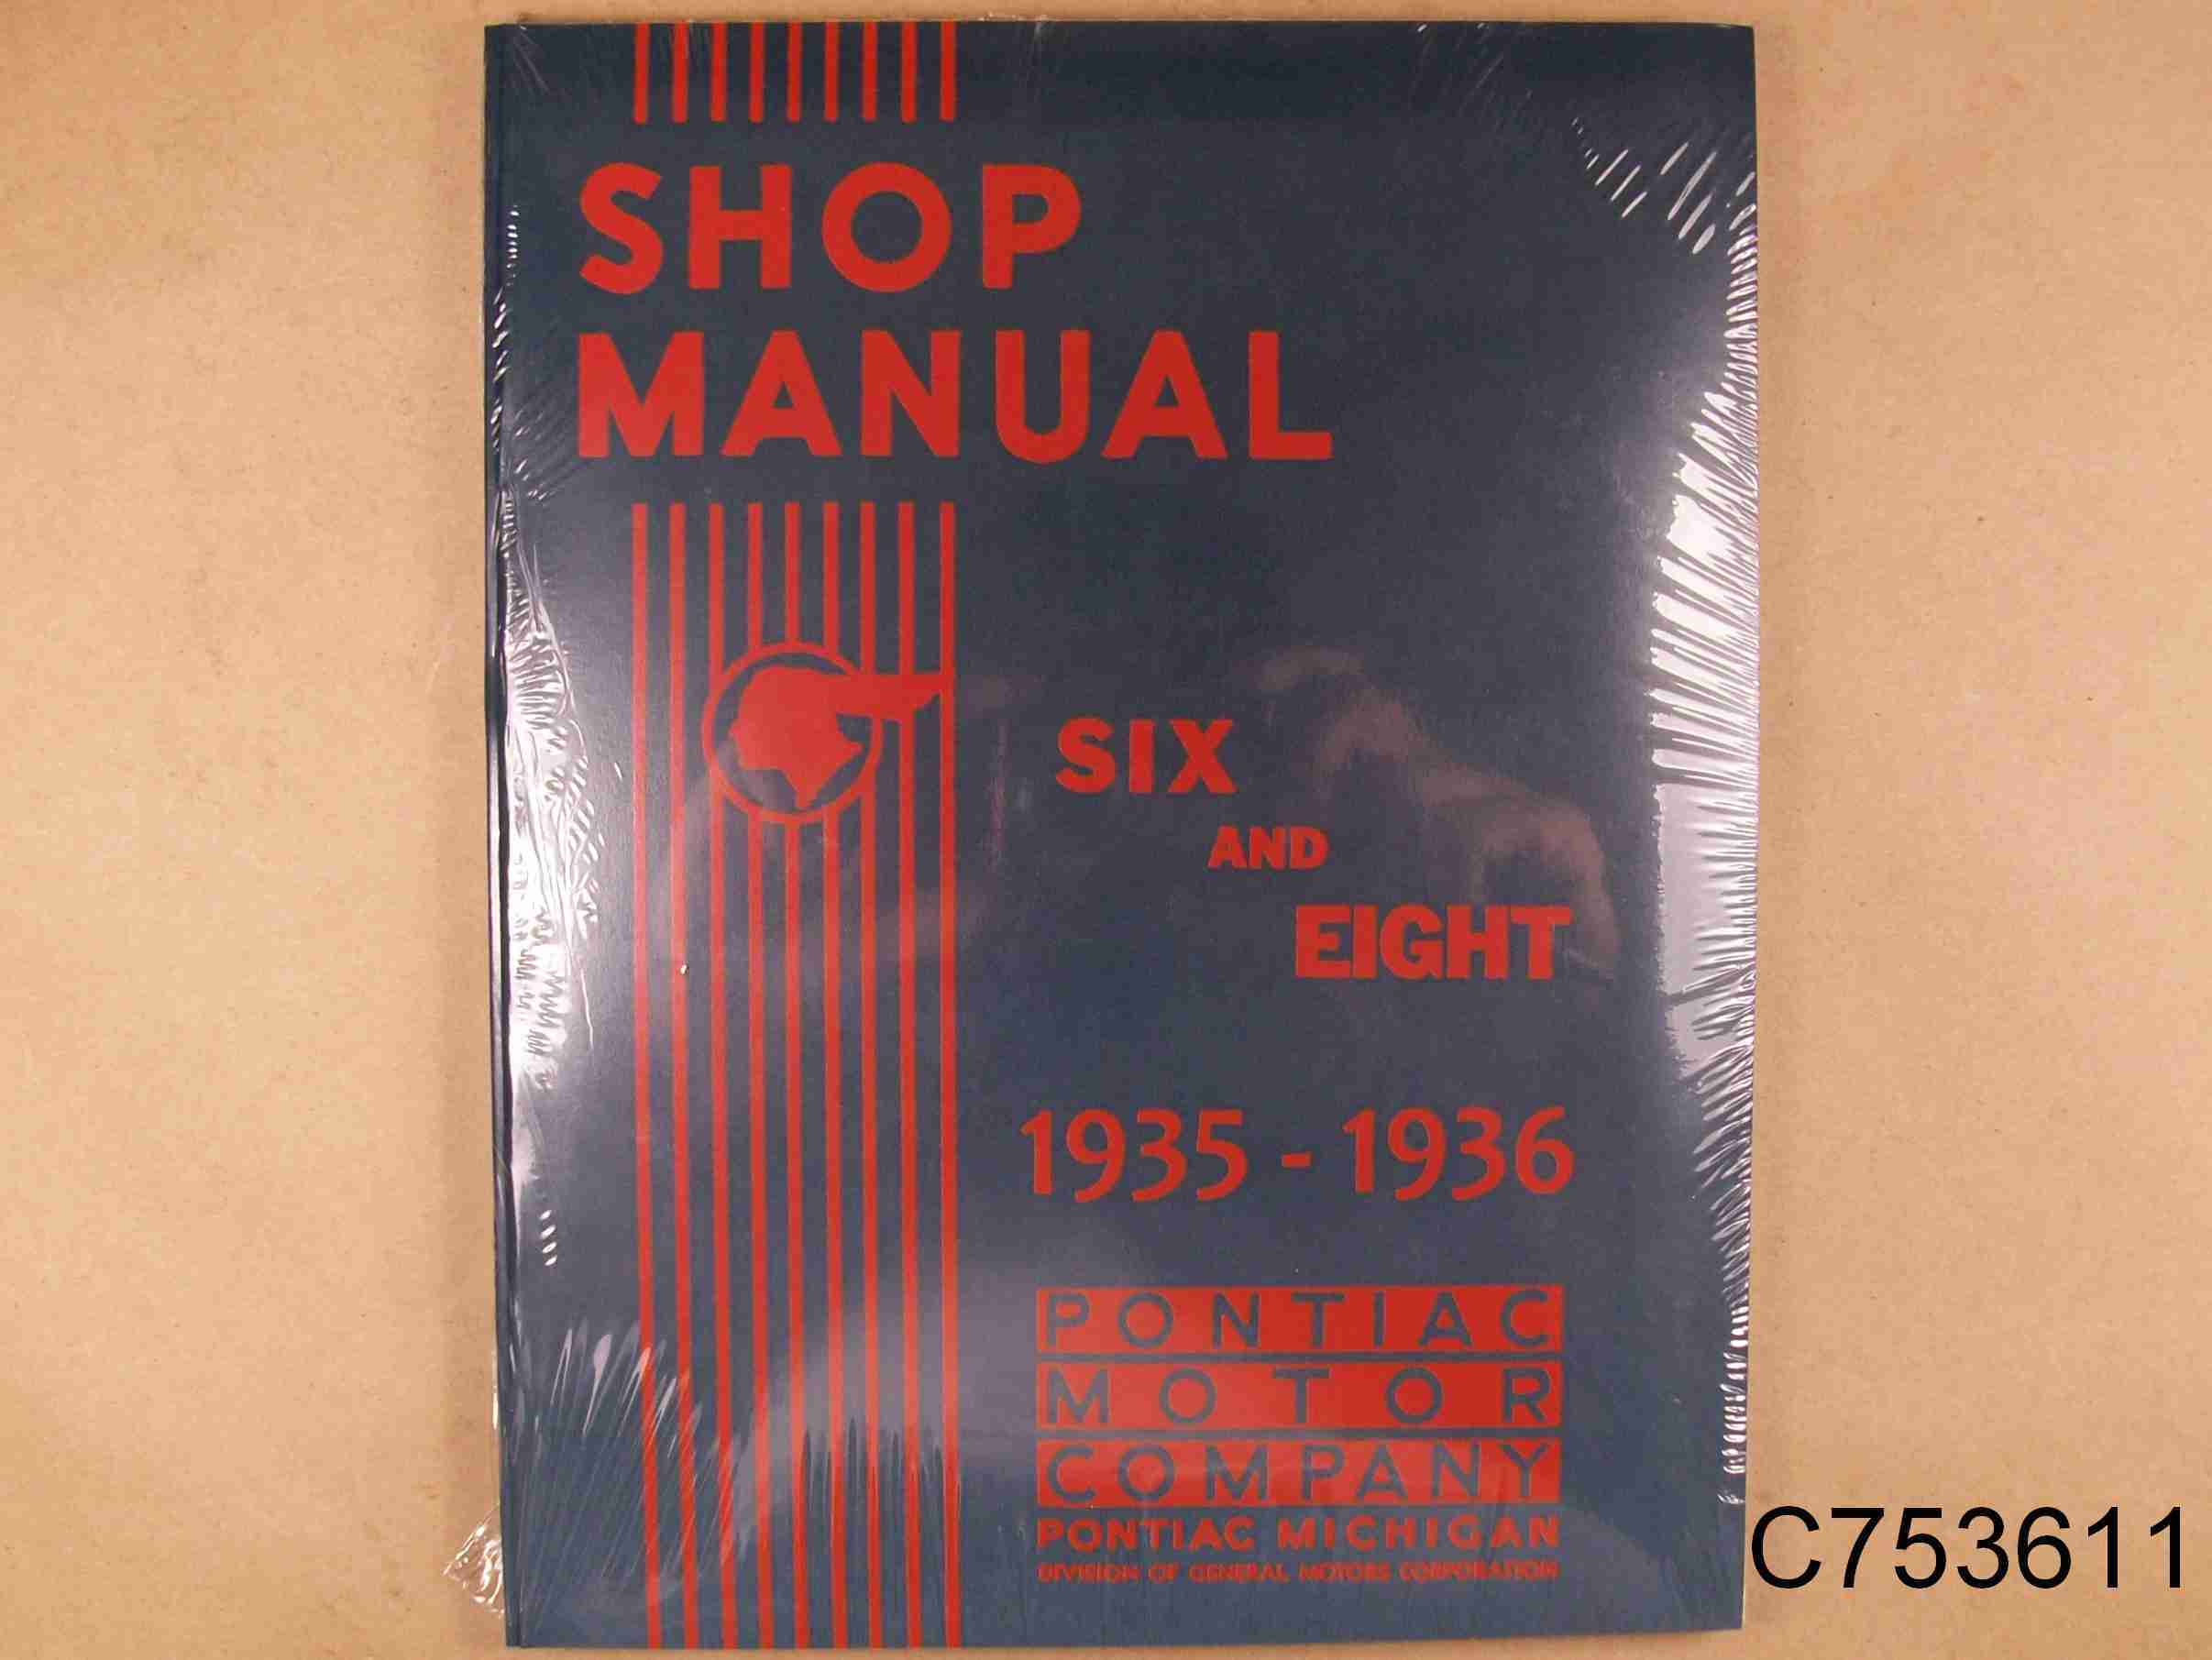 SHOP
MANUAL
SIX
AND
EIGHT
1935 - 1936
PONTIAC
MOTOR
COMPANY
PONTIAC MICHIGAN
DIVISION OF GENERAL MOTORS CORPORATION
C753611